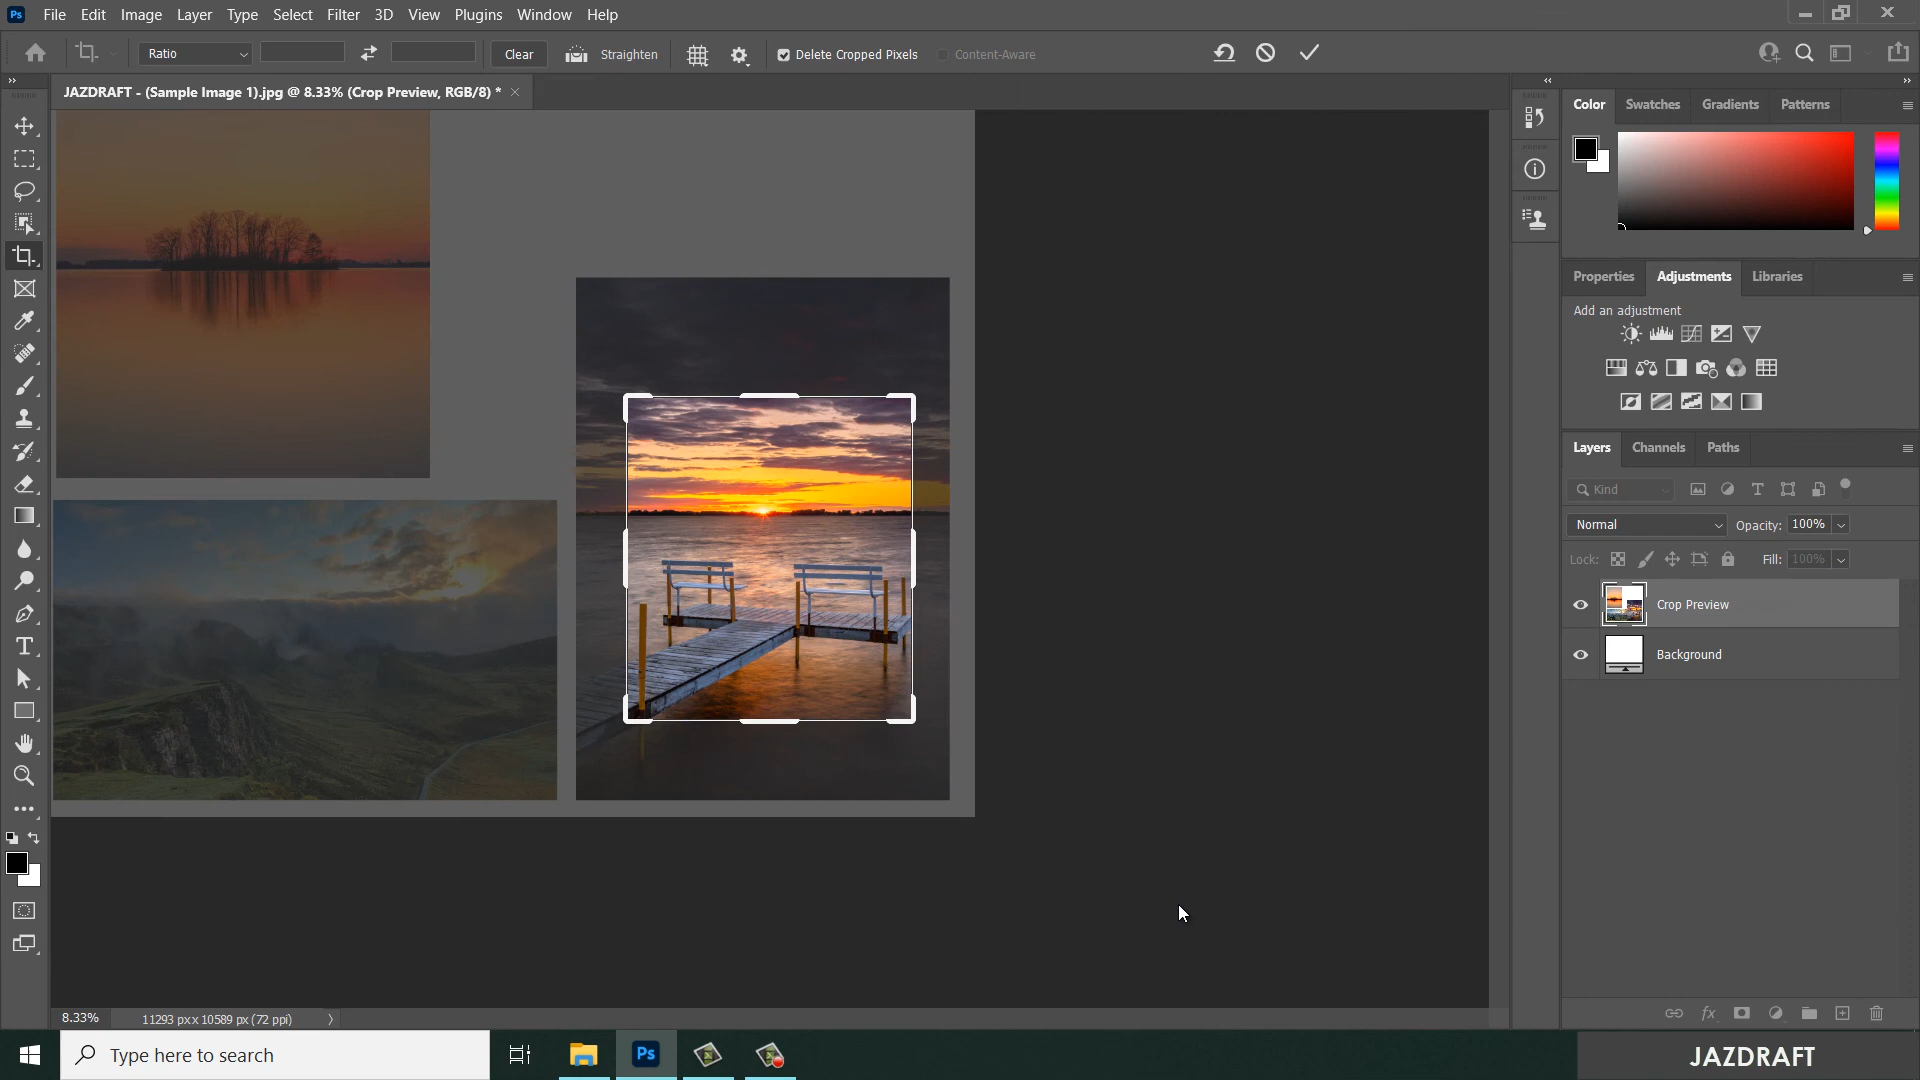 Ps File Edit Image Layer Type Select Filter 3D View Plugins Window Help
Ratio Clear Straighten Delete Cropped Pixels Content-Aware
JAZDRAFT - (Sample Image 1).jpg @ 8.33% (Crop Preview, RGB/8) *
Color Swatches Gradients Patterns
Properties Adjustments Libraries
Add an adjustment
Layers Channels Paths
Kind
Normal Opacity: 100%
Lock: Fill: 100%
Crop Preview
Background
8.33% 11293 px x 10589 px (72 ppi)
Type here to search
Ps
JAZDRAFT